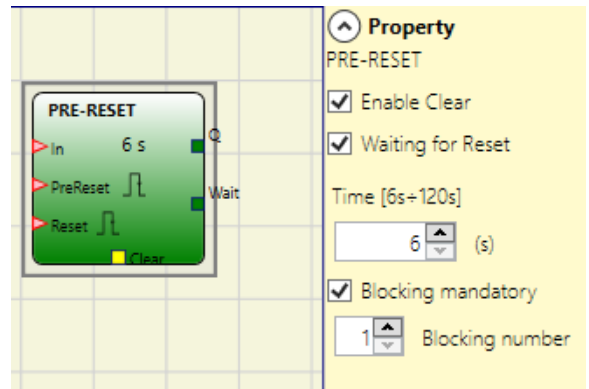 PRE-RESET
In 6 s
Q
PreReset
Wait
Reset
Clear
Property
PRE-RESET
Enable Clear
Waiting for Reset
Time [6s÷120s]
6 (s)
Blocking mandatory
1 Blocking number